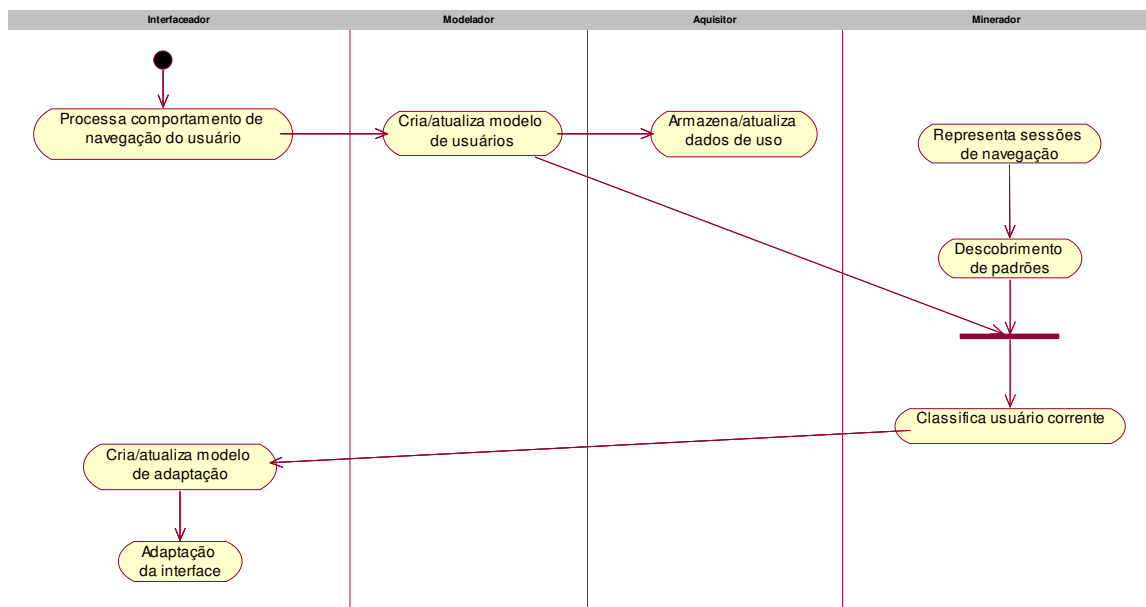 Interfaceador
Modelador
Aquisitor
Minerador
Processa comportamento de
navegação do usuário
Cria/atualiza modelo
de usuários
Armazena/atualiza
dados de uso
Representa sessões
de navegação
Descobrimento
de padrões
Classifica usuário corrente
Cria/atualiza modelo
de adaptação
Adaptação
da interface